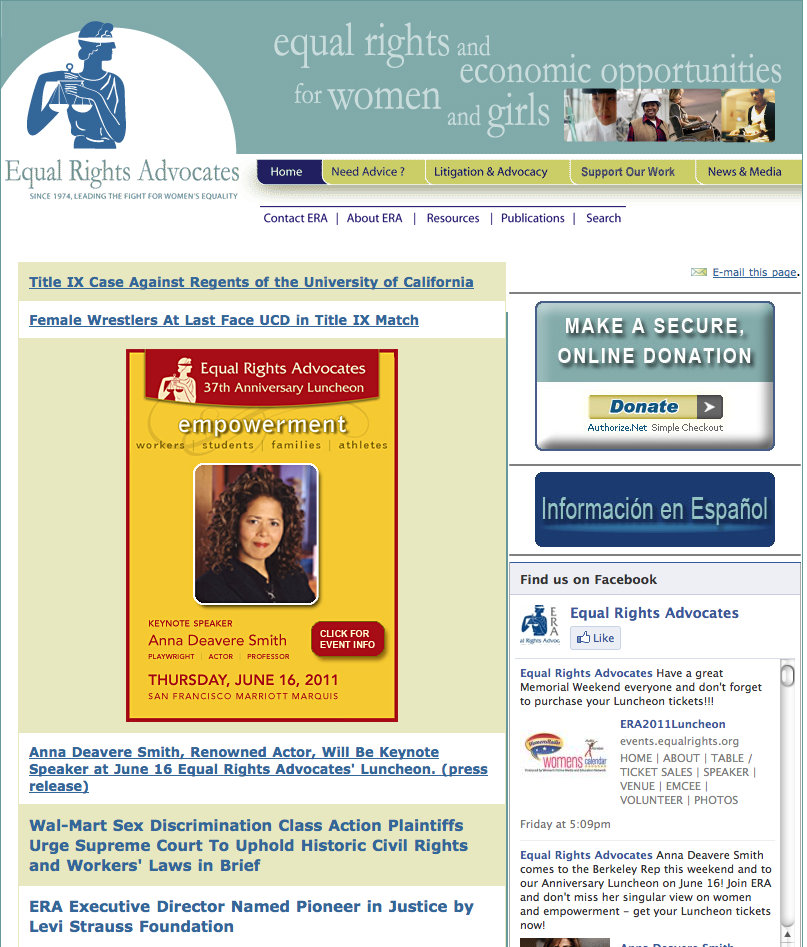 equal rights and
economic opportunities
for women
and girls
Equal Rights Advocates
SINCE 1974, LEADING THE FIGHT FOR WOMEN'S EQUALITY
Home Need Advice ? Litigation & Advocacy Support Our Work News & Media
Contact ERA | About ERA | Resources | Publications | Search
E-mail this page.
Title IX Case Against Regents of the University of California
Female Wrestlers At Last Face UCD in Title IX Match
Equal Rights Advocates
37th Anniversary Luncheon
empowerment
workers | students | families | athletes
KEYNOTE SPEAKER
Anna Deavere Smith
PLAYWRIGHT | ACTOR | PROFESSOR
CLICK FOR
EVENT INFO
THURSDAY, JUNE 16, 2011
SAN FRANCISCO MARRIOTT MARQUIS
Anna Deavere Smith, Renowned Actor, Will Be Keynote
Speaker at June 16 Equal Rights Advocates' Luncheon. (press
release)
Wal-Mart Sex Discrimination Class Action Plaintiffs
Urge Supreme Court To Uphold Historic Civil Rights
and Workers' Laws in Brief
ERA Executive Director Named Pioneer in Justice by
Levi Strauss Foundation
MAKE A SECURE,
ONLINE DONATION
Donate
Authorize.Net Simple Checkout
Información en Español
Find us on Facebook
ERA
Equal Rights Advocates
Like
Equal Rights Advocates Have a great
Memorial Weekend everyone and don't forget
to purchase your Luncheon tickets!!!
womens calendar
ERA2011Luncheon
events.equalrights.org
HOME | ABOUT | TABLE /
TICKET SALES | SPEAKER |
VENUE | EMCEE |
VOLUNTEER | PHOTOS
Friday at 5:09pm
Equal Rights Advocates Anna Deavere Smith
comes to the Berkeley Rep this weekend and to
our Anniversary Luncheon on June 16! Join ERA
and don't miss her singular view on women
and empowerment – get your Luncheon tickets
now!